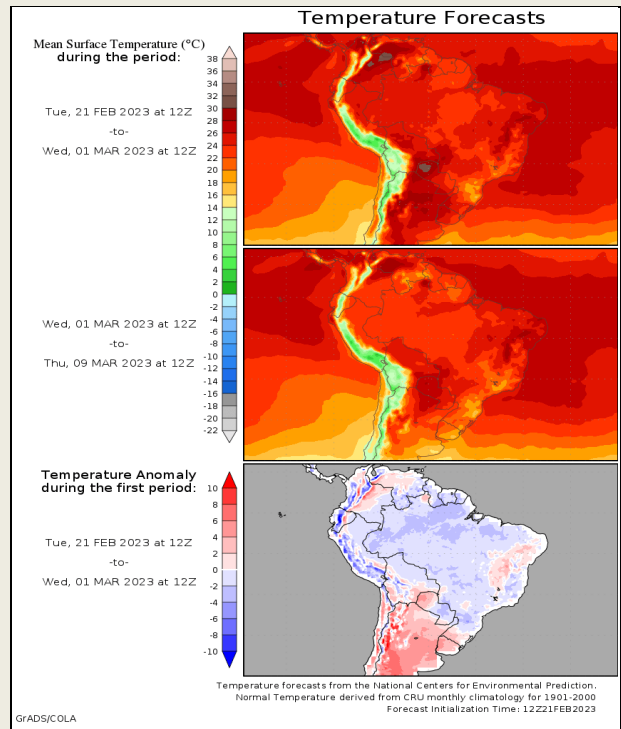 Temperature Forecasts
Mean Surface Temperature (°C)
during the period:
38
36
34
32
30
28
26
24
22
20
18
16
14
12
10
8
6
4
2
0
-2
-4
-6
-8
-10
-12
-14
-16
-18
-20
-22
Tue, 21 FEB 2023 at 12Z
-to-
Wed, 01 MAR 2023 at 12Z
Wed, 01 MAR 2023 at 12Z
-to-
Thu, 09 MAR 2023 at 12Z
Temperature Anomaly
during the first period:
10
8
6
4
2
0
-2
-4
-6
-8
-10
Tue, 21 FEB 2023 at 12Z
-to-
Wed, 01 MAR 2023 at 12Z
Temperature forecasts from the National Centers for Environmental Prediction.
Normal Temperature derived from CRU monthly climatology for 1901-2000
Forecast Initialization Time: 12Z21FEB2023
GrADS/COLA